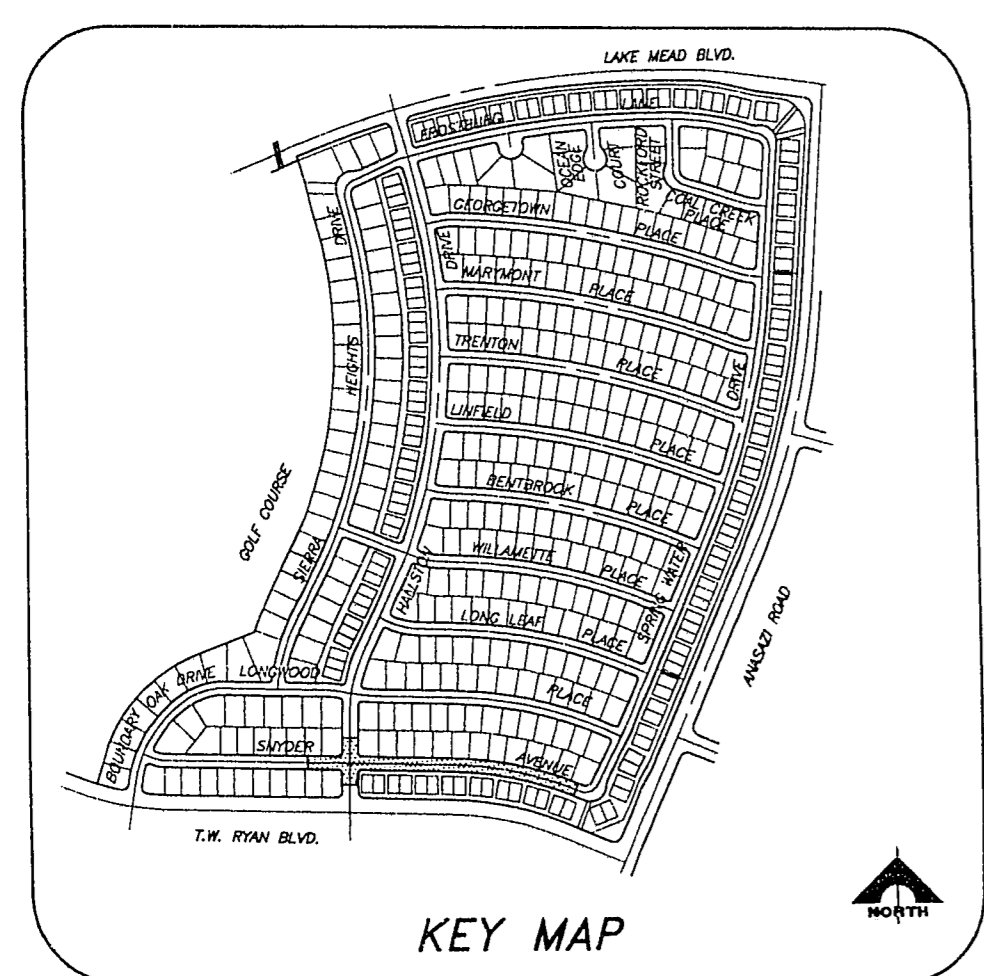 LAKE MEAD BLVD.
FROSTBURG LANE
OCEAN EDGE COURT
ROCKFORD STREET
COAL CREEK PLACE
GEORGETOWN PLACE
DRIVE
DRIVE
MARYMONT PLACE
TRENTON PLACE
DRIVE
HEIGHTS
LINFIELD PLACE
BENTBROOK PLACE
GOLF COURSE
SIERRA
WILLAMETTE PLACE
SPRING WATER
LONG LEAF PLACE
ANASAZI ROAD
BOUNDARY OAK DRIVE
LONGWOOD
PLACE
SNYDER AVENUE
T.W. RYAN BLVD.
NORTH
KEY MAP